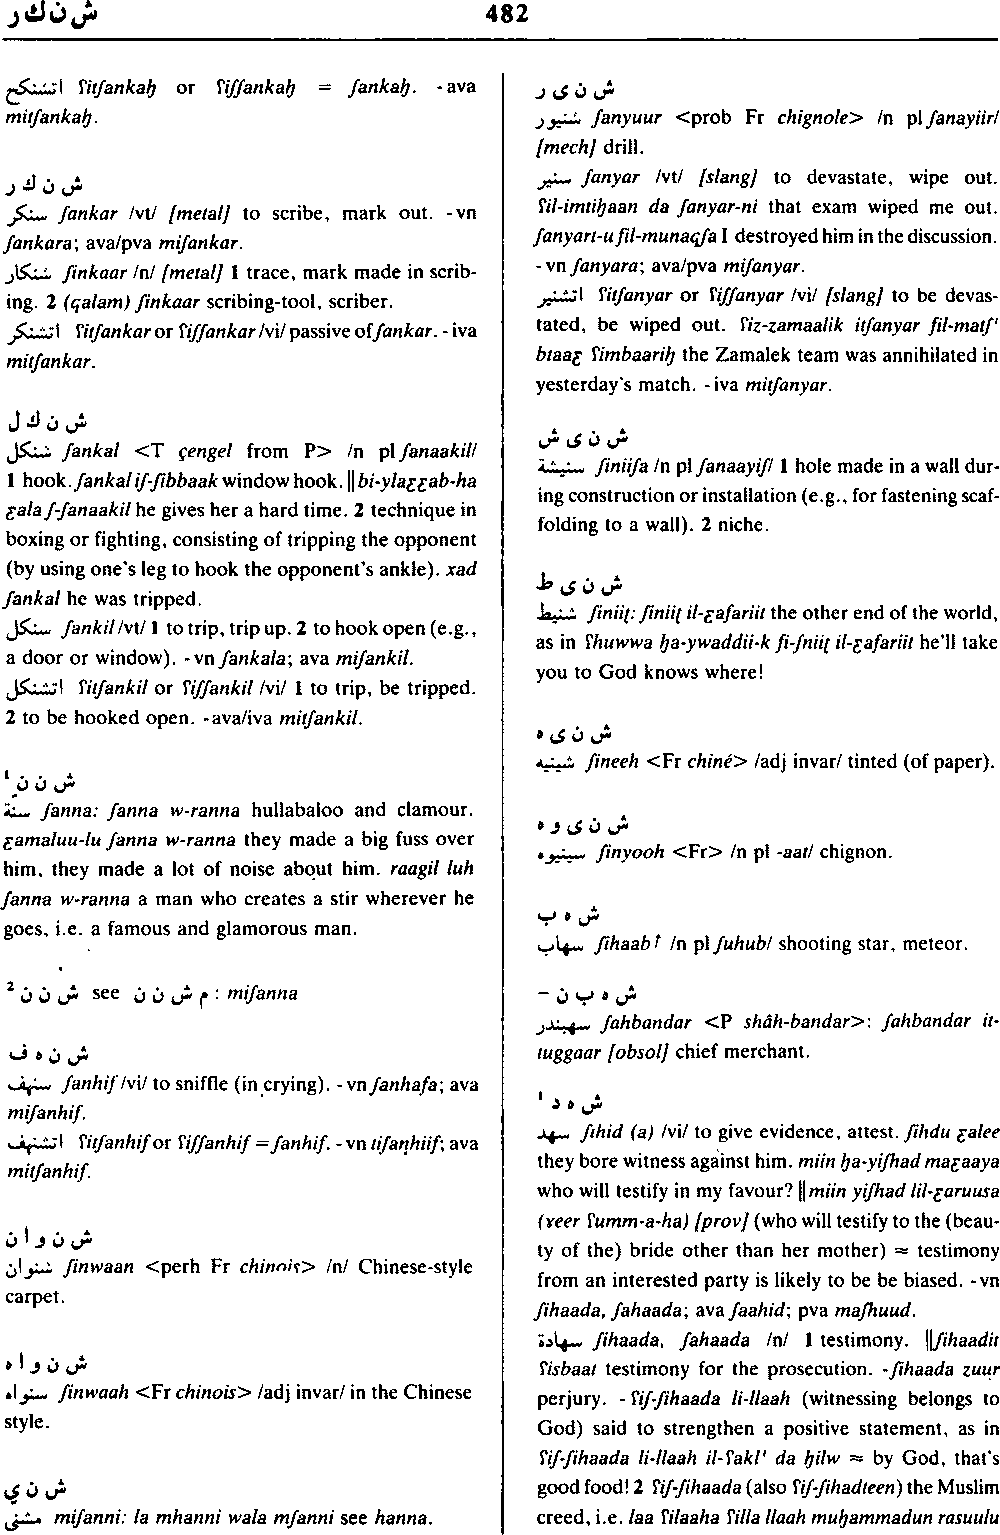 شنكر 482
اتشنكح ʕitʃankaḥ or ʕiʃʃankaḥ = ʃankaḥ. -ava
mitʃankaḥ.
ش ن ك ر
شنكر ʃankar /vt/ [metal] to scribe, mark out. -vn
ʃankara; ava/pva miʃankar.
شنكار ʃinkaar /n/ [metal] 1 trace, mark made in scrib-
ing. 2 (qalam) ʃinkaar scribing-tool, scriber.
اتشنكر ʕitʃankar or ʕiʃʃankar /vi/ passive of ʃankar. -iva
mitʃankar.
ش ن ك ل
شنكل ʃankal <T çengel from P> /n pl ʃanaakil/
1 hook. ʃankal iʃ-ʃibbaak window hook. ‖bi-ylaƹƹab-ha
ƹala ʃ-ʃanaakil he gives her a hard time. 2 technique in
boxing or fighting, consisting of tripping the opponent
(by using one's leg to hook the opponent's ankle). xad
ʃankal he was tripped.
شنكل ʃankil /vt/ 1 to trip, trip up. 2 to hook open (e.g.,
a door or window). -vn ʃankala; ava miʃankil.
اتشنكل ʕitʃankil or ʕiʃʃankil /vi/ 1 to trip, be tripped.
2 to be hooked open. -ava/iva mitʃankil.
ش ن ن ¹
شنة ʃanna: ʃanna w-ranna hullabaloo and clamour.
ƹamaluu-lu ʃanna w-ranna they made a big fuss over
him, they made a lot of noise about him. raagil luh
ʃanna w-ranna a man who creates a stir wherever he
goes, i.e. a famous and glamorous man.
ش ن ن ² see م ش ن ن : miʃanna
ش ن ه ف
شنهف ʃanhif /vi/ to sniffle (in crying). -vn ʃanhafa; ava
miʃanhif.
اتشنهف ʕitʃanhif or ʕiʃʃanhif = ʃanhif. -vn tiʃanhiif; ava
mitʃanhif.
ش ن و ا ن
شنوان ʃinwaan <perh Fr chinois> /n/ Chinese-style
carpet.
ش ن و ا ه
شنواه ʃinwaah <Fr chinois> /adj invar/ in the Chinese
style.
ش ن ي
مشني miʃanni: la mhanni wala mʃanni see hanna.
ش ن ى ر
شنيور ʃanyuur <prob Fr chignole> /n pl ʃanayiir/
[mech] drill.
شنير ʃanyar /vt/ [slang] to devastate, wipe out.
ʕil-imtiḥaan da ʃanyar-ni that exam wiped me out.
ʃanyart-u fil-munaqʃa I destroyed him in the discussion.
-vn ʃanyara; ava/pva miʃanyar.
اتشنير ʕitʃanyar or ʕiʃʃanyar /vi/ [slang] to be devas-
tated, be wiped out. ʕiz-zamaalik itʃanyar fil-matʃ'
btaaƹ ʕimbaariḥ the Zamalek team was annihilated in
yesterday's match. -iva mitʃanyar.
ش ن ى ش
شنيشة ʃiniiʃa /n pl ʃanaayiʃ/ 1 hole made in a wall dur-
ing construction or installation (e.g., for fastening scaf-
folding to a wall). 2 niche.
ش ن ى ط
شنيط ʃiniiṭ: ʃiniiṭ il-ƹafariit the other end of the world,
as in ʕhuwwa ḥa-ywaddii-k fi-ʃniiṭ il-ƹafariit he'll take
you to God knows where!
ش ن ى ه
شنيه ʃineeh <Fr chiné> /adj invar/ tinted (of paper).
ش ن ى و ه
شنيوه ʃinyooh <Fr> /n pl -aat/ chignon.
ش ه ب
شهاب ʃihaab↑ /n pl ʃuhub/ shooting star, meteor.
ش ه ب ن –
شهبندر ʃahbandar <P shâh-bandar>: ʃahbandar it-
tuggaar [obsol] chief merchant.
ش ه د ¹
شهد ʃihid (a) /vi/ to give evidence, attest. ʃihdu ƹalee
they bore witness against him. miin ḥa-yiʃhad maƹaaya
who will testify in my favour? ‖miin yiʃhad lil-ƹaruusa
(ɣeer ʕumm-a-ha) [prov] (who will testify to the (beau-
ty of the) bride other than her mother) ≈ testimony
from an interested party is likely to be be biased. -vn
ʃihaada, ʃahaada; ava ʃaahid; pva maʃhuud.
شهادة ʃihaada, ʃahaada /n/ 1 testimony. ‖ʃihaadit
ʕisbaat testimony for the prosecution. -ʃihaada zuur
perjury. -ʕiʃ-ʃihaada li-llaah (witnessing belongs to
God) said to strengthen a positive statement, as in
ʕiʃ-ʃihaada li-llaah il-ʕakl' da ḥilw ≈ by God, that's
good food! 2 ʕiʃ-ʃihaada (also ʕiʃ-ʃihadteen) the Muslim
creed, i.e. laa ʕilaaha ʕilla llaah muḥammadun rasuulu